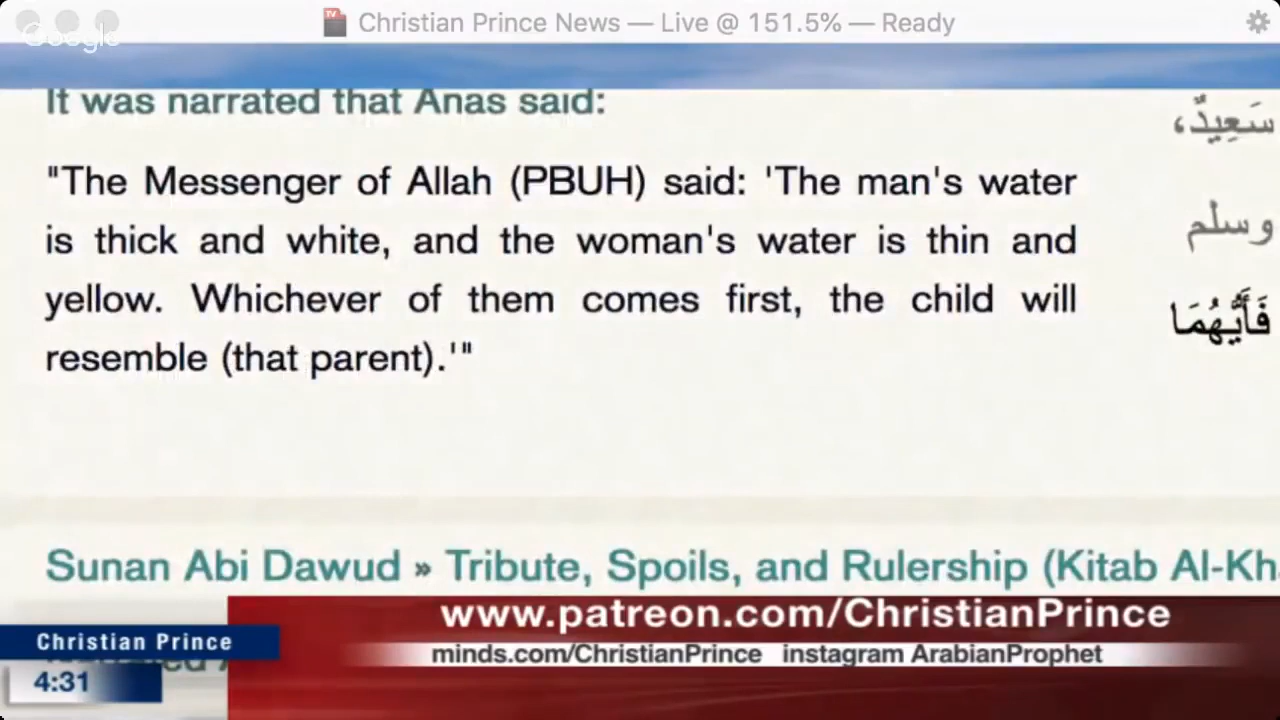 Christian Prince News — Live @ 151.5% — Ready
Google
It was narrated that Anas said:
سَعِيدٌ،
"The Messenger of Allah (PBUH) said: 'The man's water
is thick and white, and the woman's water is thin and
وسلم
yellow. Whichever of them comes first, the child will
فَأَيُّهُمَا
resemble (that parent).'"
Sunan Abi Dawud » Tribute, Spoils, and Rulership (Kitab Al-Kh
www.patreon.com/ChristianPrince
Christian Prince
minds.com/ChristianPrince instagram ArabianProphet
4:31